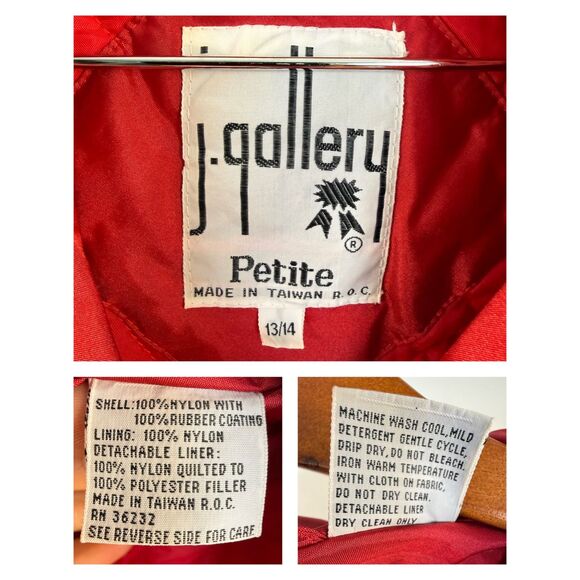 j.gallery
®
Petite
MADE IN TAIWAN R.O.C.
13/14
SHELL:100%NYLON WITH
100%RUBBER COATING
LINING: 100% NYLON
DETACHABLE LINER:
100% NYLON QUILTED TO
100% POLYESTER FILLER
MADE IN TAIWAN R.O.C.
RN 36232
SEE REVERSE SIDE FOR CARE
MACHINE WASH COOL,MILD
DETERGENT GENTLE CYCLE,
DRIP DRY,DO NOT BLEACH.
IRON WARM TEMPERATURE
WITH CLOTH ON FABRIC,
DO NOT DRY CLEAN.
DETACHABLE LINER
DRY CLEAN ONLY